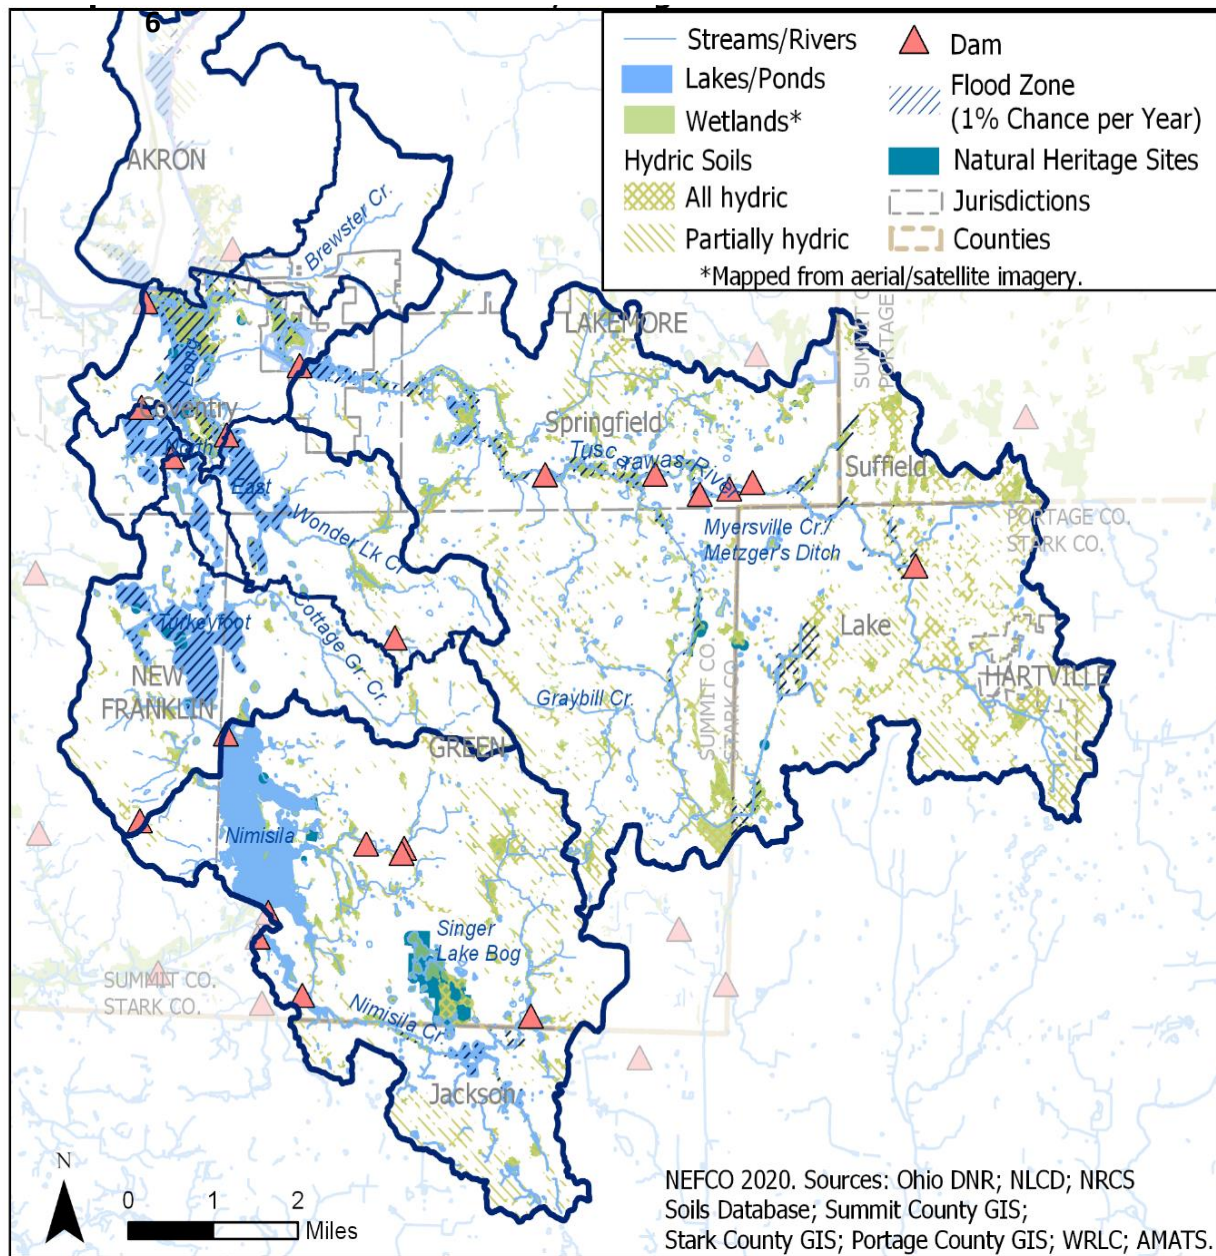 6
Streams/Rivers
Lakes/Ponds
Wetlands*
Hydric Soils
All hydric
Partially hydric
Dam
Flood Zone
(1% Chance per Year)
Natural Heritage Sites
Jurisdictions
Counties
*Mapped from aerial/satellite imagery.
AKRON
Brewster Cr.
LAKEMORE
SUMMIT C
PORTAGE
Long
Coventry
Springfield
Tuscarawas River
Suffield
North
East
Wonder Lk Cr
Myersville Cr./
Metzger's Ditch
PORTAGE CO.
STARK CO.
Turkeyfoot
Cottage Gr. Cr.
Lake
NEW
FRANKLIN
Graybill Cr.
SUMMIT CO.
STARK CO.
HARTVILLE
GREEN
Nimisila
Singer
Lake Bog
SUMMIT CO.
STARK CO.
Nimisila Cr.
Jackson
N
0 1 2
Miles
NEFCO 2020. Sources: Ohio DNR; NLCD; NRCS
Soils Database; Summit County GIS;
Stark County GIS; Portage County GIS; WRLC; AMATS.